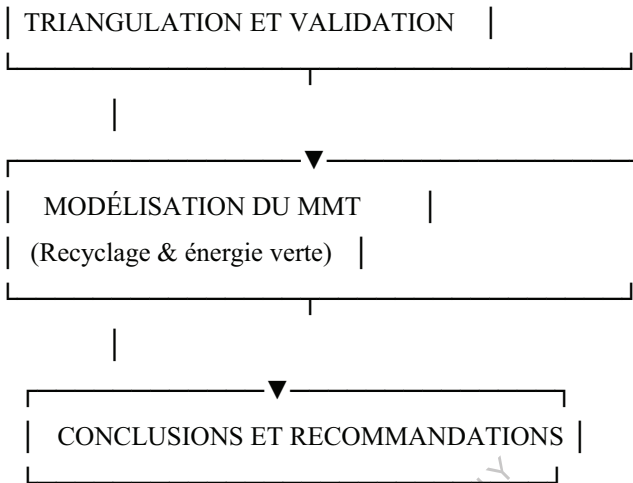 TRIANGULATION ET VALIDATION
MODÉLISATION DU MMT
(Recyclage & énergie verte)
CONCLUSIONS ET RECOMMANDATIONS
Y